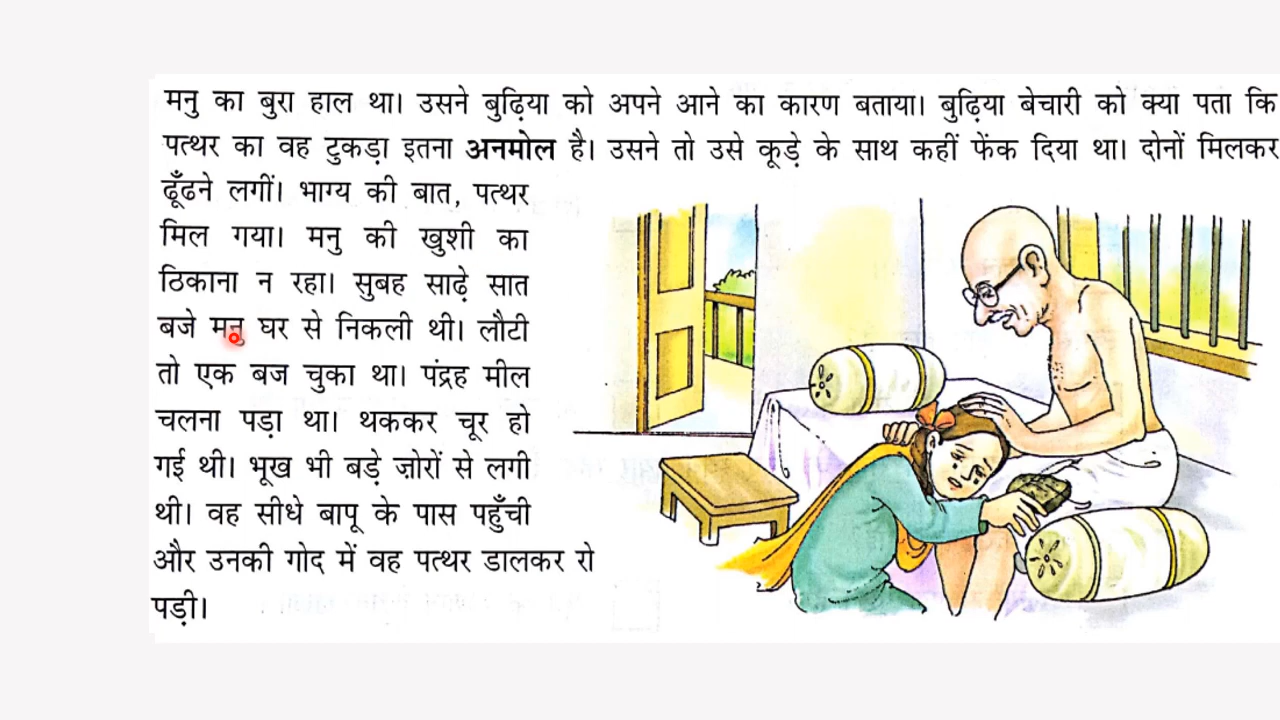 मनु का बुरा हाल था। उसने बुढ़िया को अपने आने का कारण बताया। बुढ़िया बेचारी को क्या पता कि
पत्थर का वह टुकड़ा इतना अनमोल है। उसने तो उसे कूड़े के साथ कहीं फेंक दिया था। दोनों मिलकर
ढूँढने लगीं। भाग्य की बात, पत्थर
मिल गया। मनु की खुशी का
ठिकाना न रहा। सुबह साढ़े सात
बजे मनु घर से निकली थी। लौटी
तो एक बज चुका था। पंद्रह मील
चलना पड़ा था। थककर चूर हो
गई थी। भूख भी बड़े ज़ोरों से लगी
थी। वह सीधे बापू के पास पहुँची
और उनकी गोद में वह पत्थर डालकर रो
पड़ी।